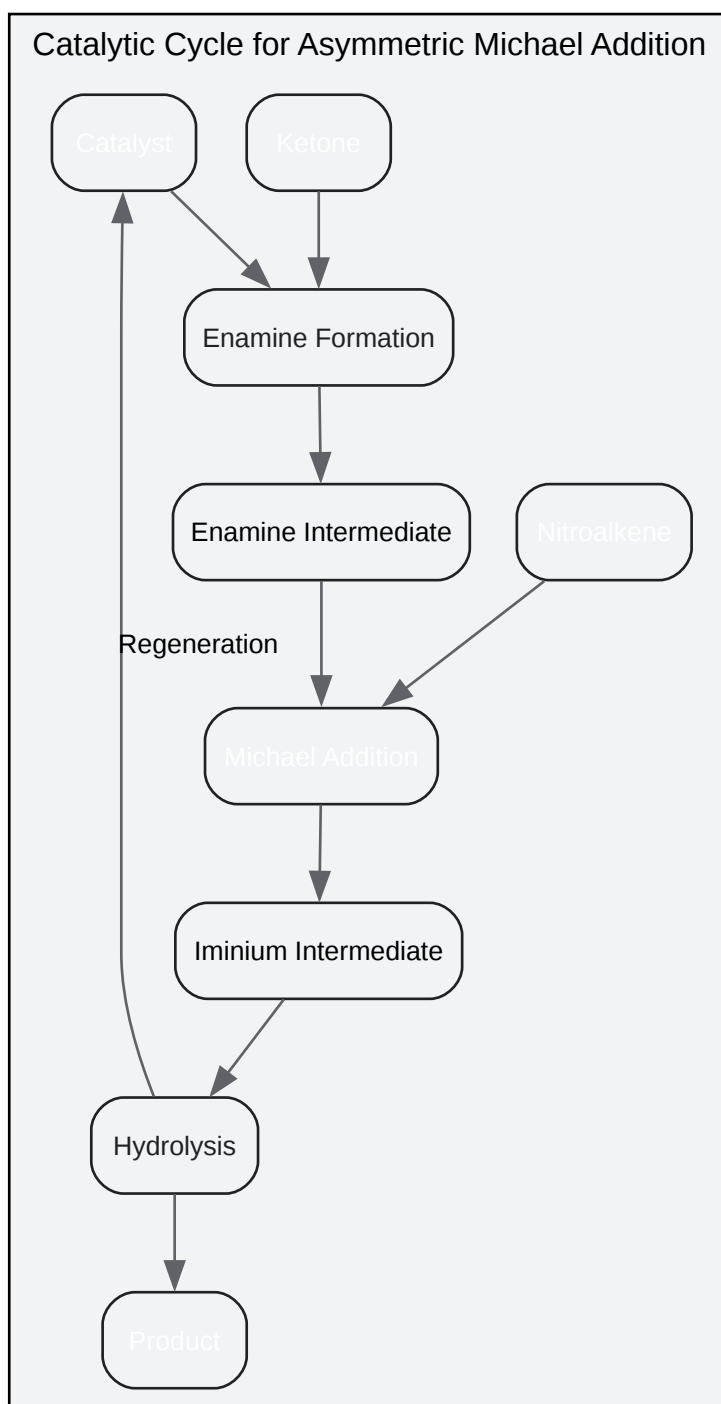 Catalytic Cycle for Asymmetric Michael Addition
Catalyst
Ketone
Enamine Formation
Enamine Intermediate
Nitroalkene
Regeneration
Michael Addition
Iminium Intermediate
Hydrolysis
Product